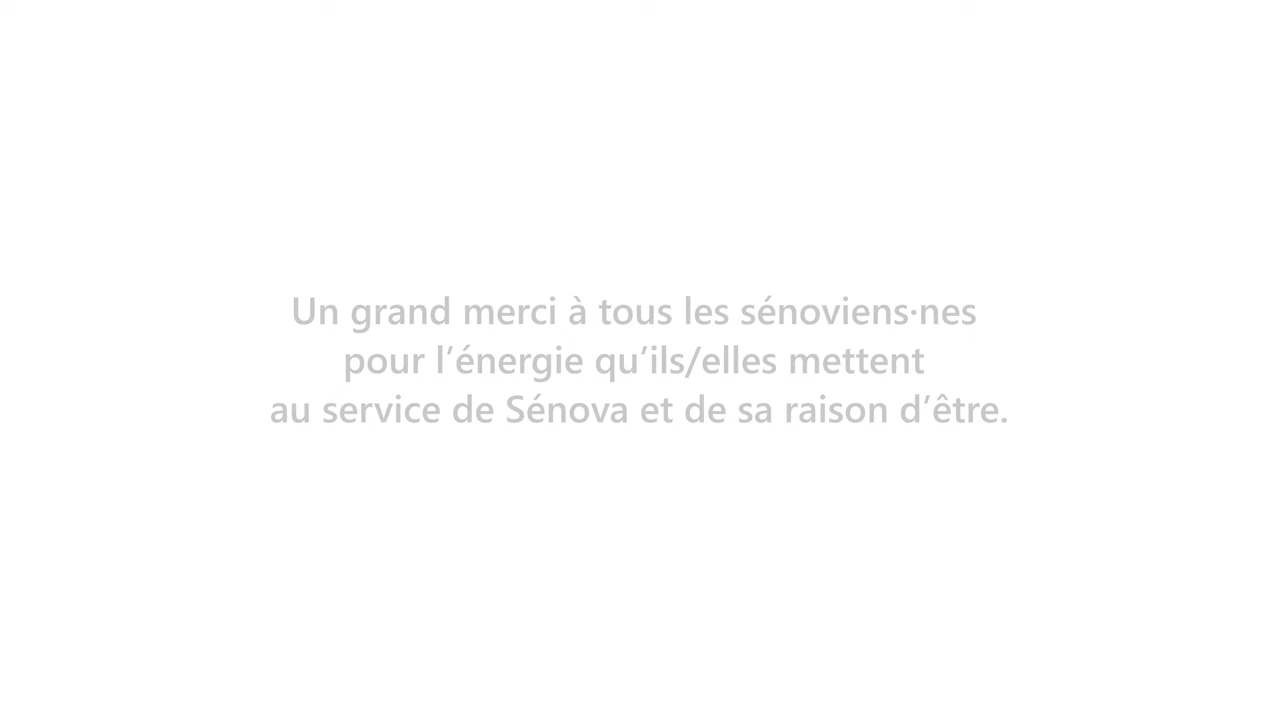 Un grand merci à tous les sénoviens·nes
pour l’énergie qu’ils/elles mettent
au service de Sénova et de sa raison d’être.